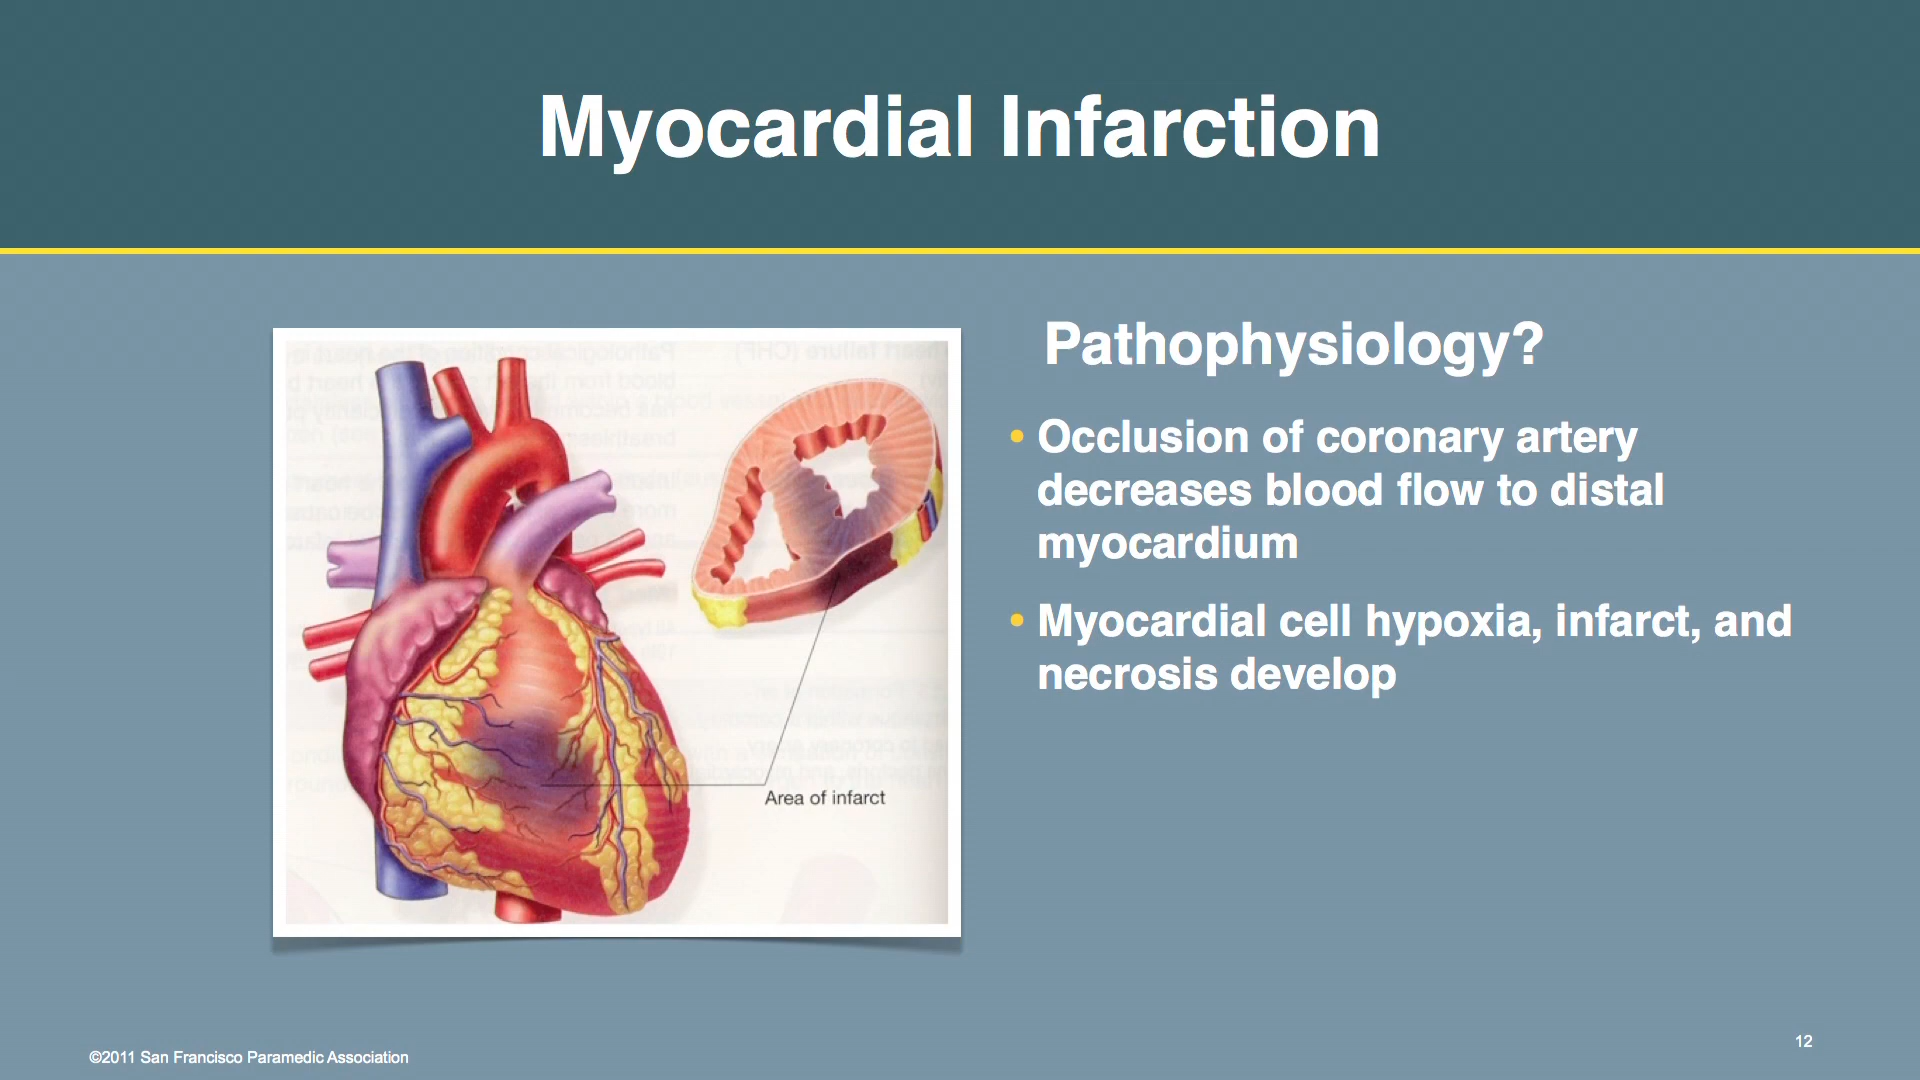 Myocardial Infarction
Pathophysiology?
• Occlusion of coronary artery
decreases blood flow to distal
myocardium
• Myocardial cell hypoxia, infarct, and
necrosis develop
Area of infarct
©2011 San Francisco Paramedic Association
12